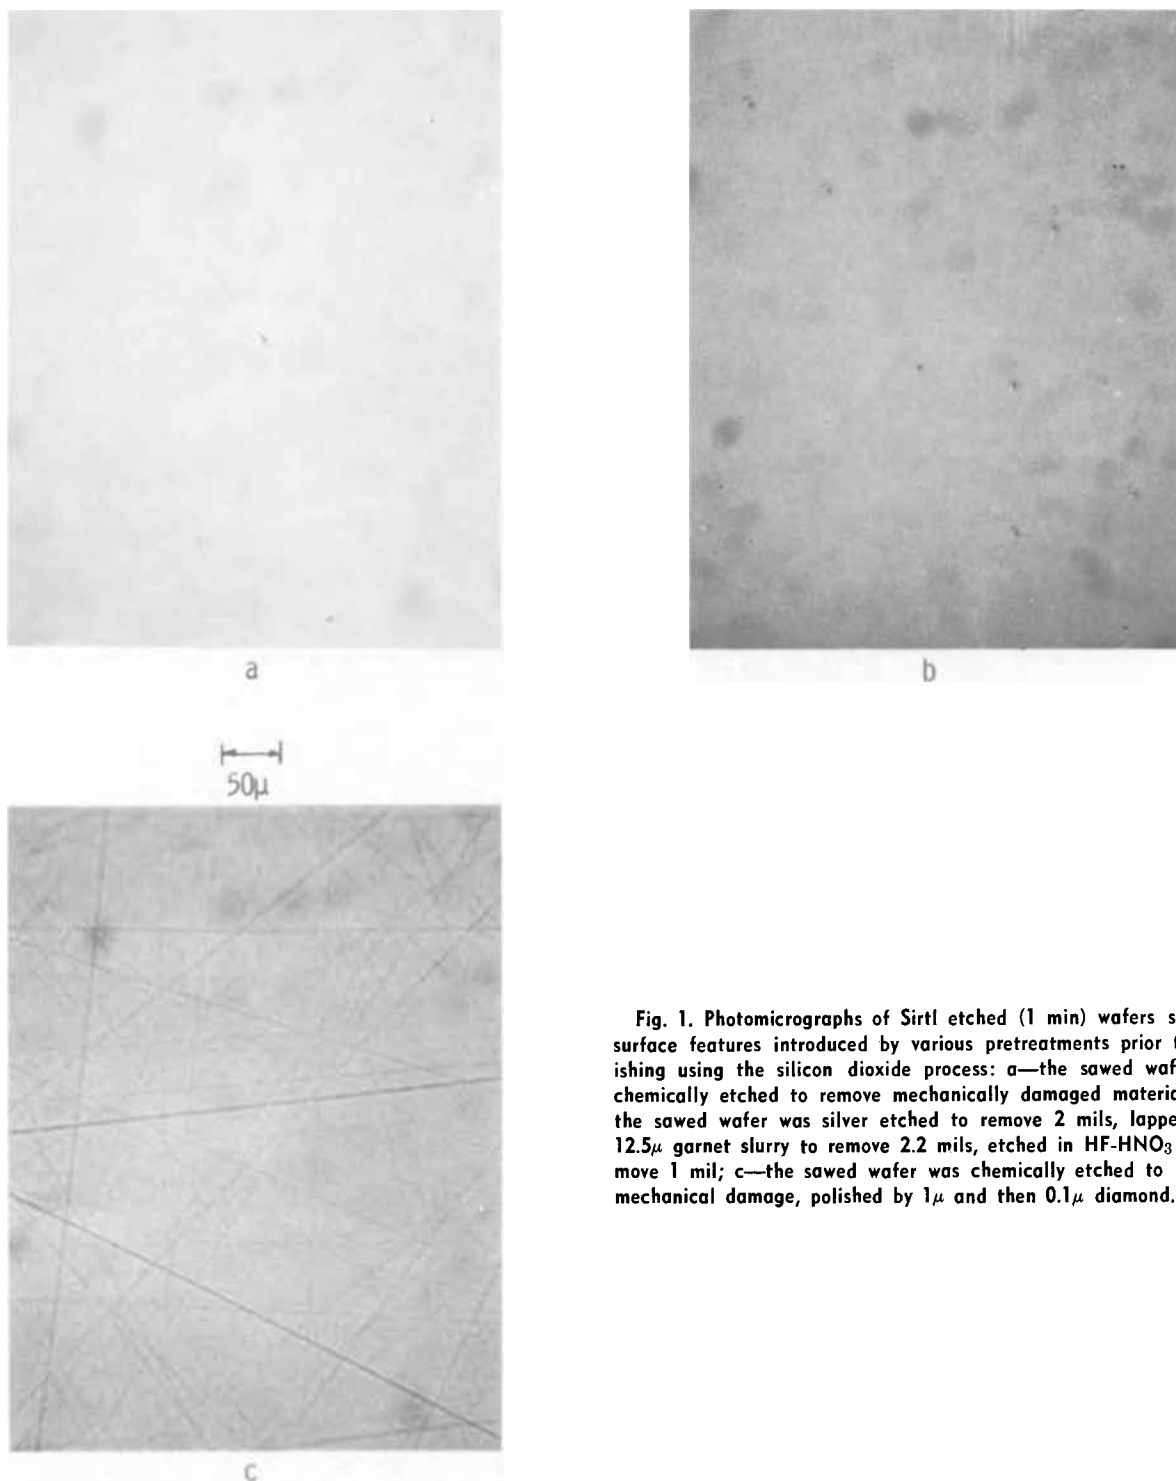 a
b
50μ
c
Fig. 1. Photomicrographs of Sirtl etched (1 min) wafers s
surface features introduced by various pretreatments prior t
ishing using the silicon dioxide process: a—the sawed waf
chemically etched to remove mechanically damaged materia
the sawed wafer was silver etched to remove 2 mils, lappe
12.5μ garnet slurry to remove 2.2 mils, etched in HF-HNO₃
move 1 mil; c—the sawed wafer was chemically etched to
mechanical damage, polished by 1μ and then 0.1μ diamond.